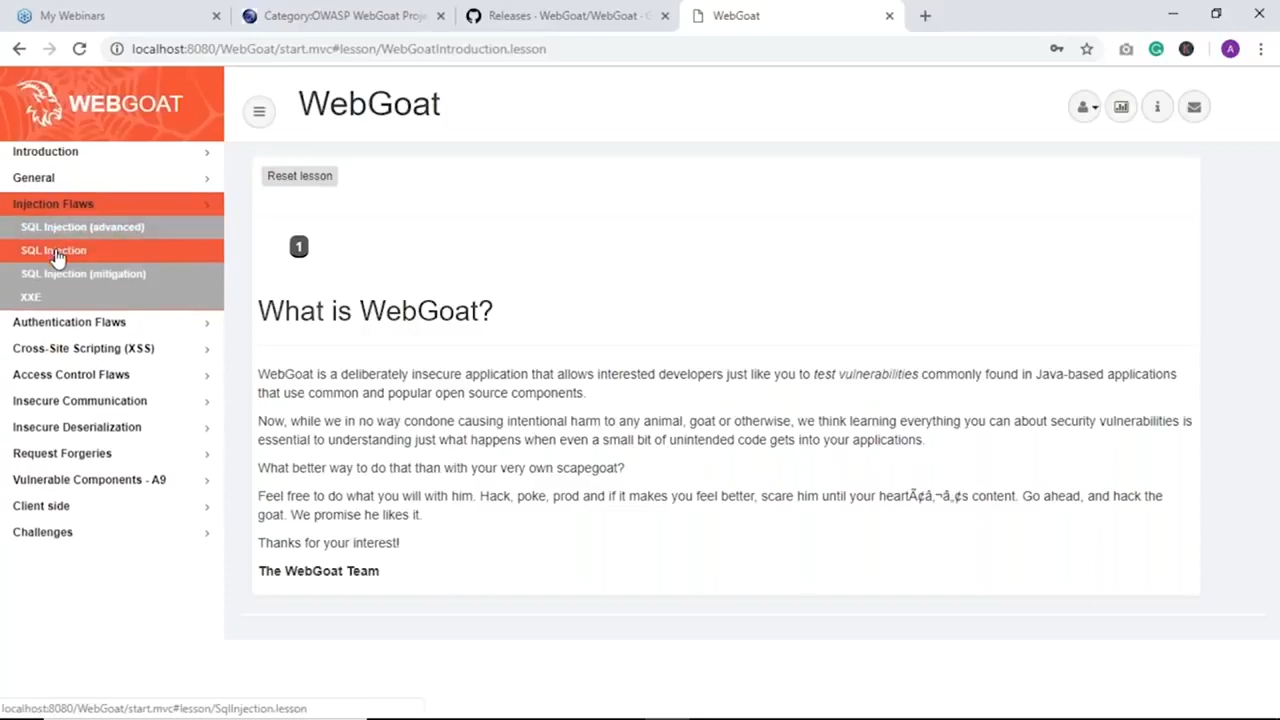 My Webinars
Category:OWASP WebGoat Proje
Releases · WebGoat/WebGoat · G
WebGoat
localhost:8080/WebGoat/start.mvc#lesson/WebGoatIntroduction.lesson
A
WEBGOAT
WebGoat
Introduction
General
Injection Flaws
SQL Injection (advanced)
SQL Injection
SQL Injection (mitigation)
XXE
Authentication Flaws
Cross-Site Scripting (XSS)
Access Control Flaws
Insecure Communication
Insecure Deserialization
Request Forgeries
Vulnerable Components - A9
Client side
Challenges
Reset lesson
1
What is WebGoat?
WebGoat is a deliberately insecure application that allows interested developers just like you to test vulnerabilities commonly found in Java-based applications
that use common and popular open source components.
Now, while we in no way condone causing intentional harm to any animal, goat or otherwise, we think learning everything you can about security vulnerabilities is
essential to understanding just what happens when even a small bit of unintended code gets into your applications.
What better way to do that than with your very own scapegoat?
Feel free to do what you will with him. Hack, poke, prod and if it makes you feel better, scare him until your heartÃ¢â‚¬â„¢s content. Go ahead, and hack the
goat. We promise he likes it.
Thanks for your interest!
The WebGoat Team
localhost:8080/WebGoat/start.mvc#lesson/SqlInjection.lesson